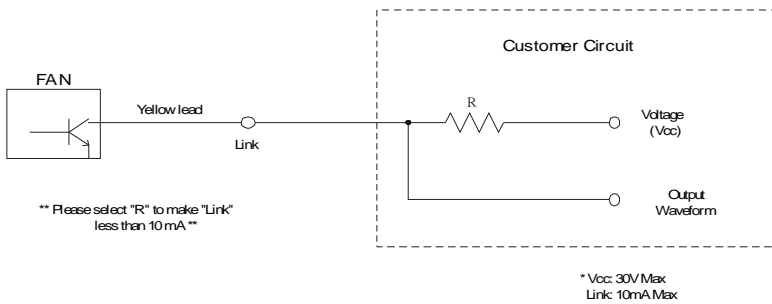 Customer Circuit
FAN
Yellow lead
R
Voltage
(Vcc)
Link
Output
Waveform
** Please select "R" to make "Link"
less than 10 mA **
* Vcc: 30V Max
Link: 10mA Max